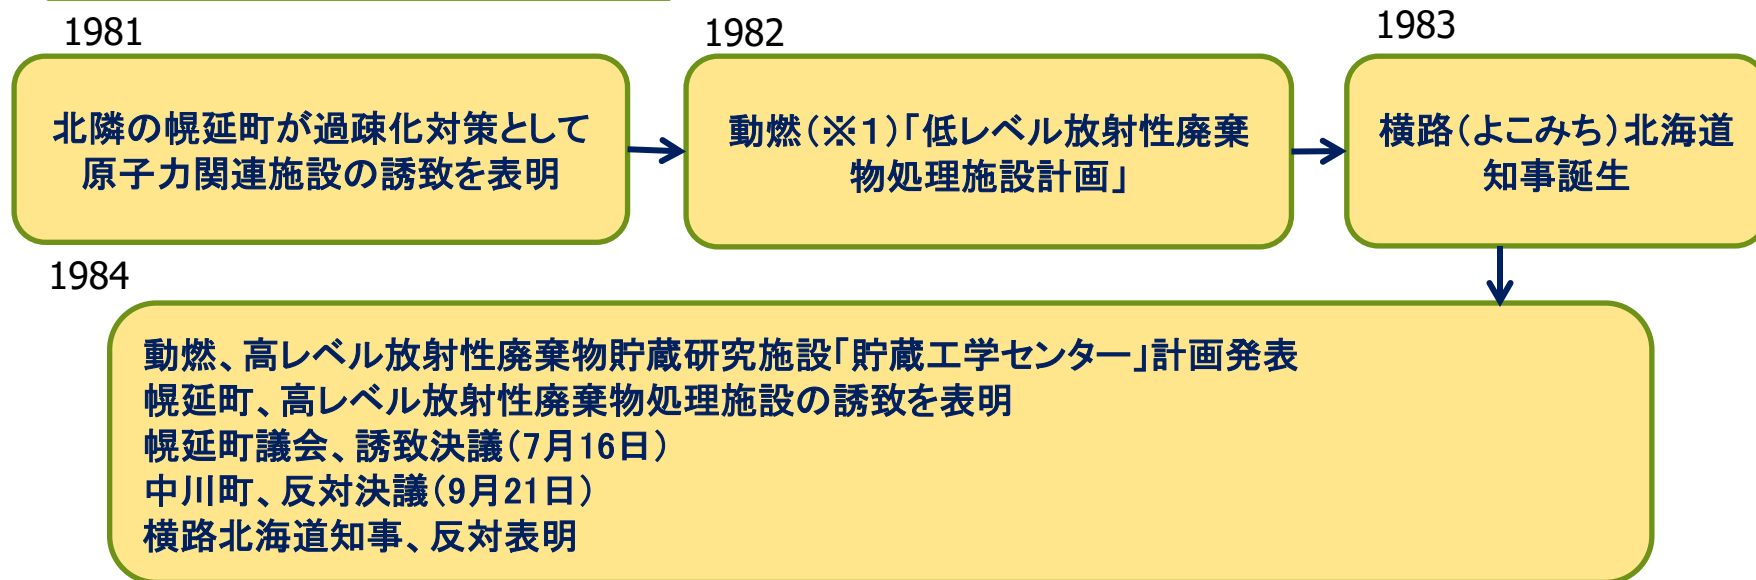 1981
北隣の幌延町が過疎化対策として
原子力関連施設の誘致を表明
1982
動燃(※1)「低レベル放射性廃棄
物処理施設計画」
1983
横路(よこみち)北海道
知事誕生
1984
動燃、高レベル放射性廃棄物貯蔵研究施設「貯蔵工学センター」計画発表
幌延町、高レベル放射性廃棄物処理施設の誘致を表明
幌延町議会、誘致決議(7月16日)
中川町、反対決議(9月21日)
横路北海道知事、反対表明